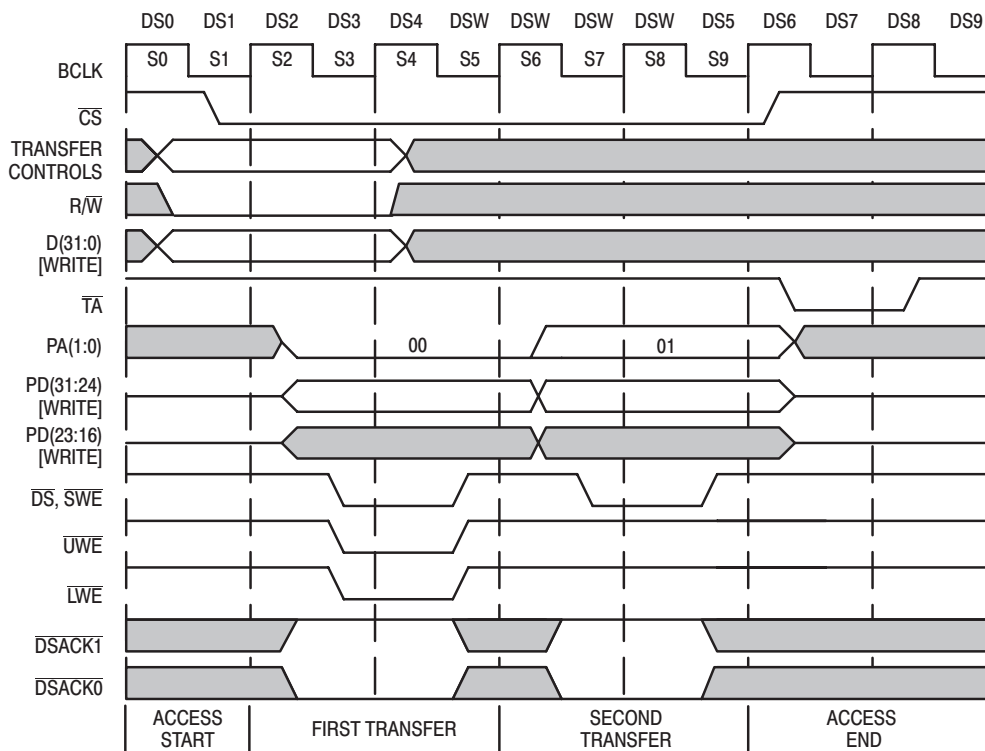 DS0 DS1 DS2 DS3 DS4 DSW DSW DSW DSW DS5 DS6 DS7 DS8 DS9
BCLK S0 S1 S2 S3 S4 S5 S6 S7 S8 S9
CS
TRANSFER
CONTROLS
R/W
D(31:0)
[WRITE]
TA
PA(1:0) 00 01
PD(31:24)
[WRITE]
PD(23:16)
[WRITE]
DS, SWE
UWE
LWE
DSACK1
DSACK0
ACCESS
START
FIRST TRANSFER
SECOND
TRANSFER
ACCESS
END